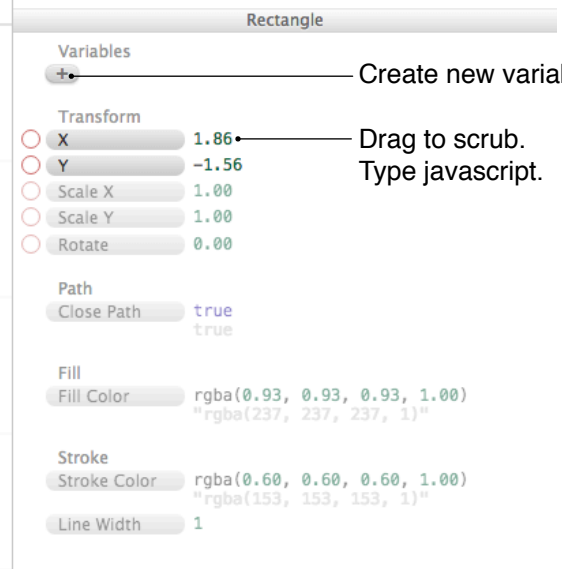 Rectangle
Variables
+
Create new varia
Transform
X 1.86
Drag to scrub.
Y -1.56
Type javascript.
Scale X 1.00
Scale Y 1.00
Rotate 0.00
Path
Close Path true
true
Fill
Fill Color rgba(0.93, 0.93, 0.93, 1.00)
"rgba(237, 237, 237, 1)"
Stroke
Stroke Color rgba(0.60, 0.60, 0.60, 1.00)
"rgba(153, 153, 153, 1)"
Line Width 1